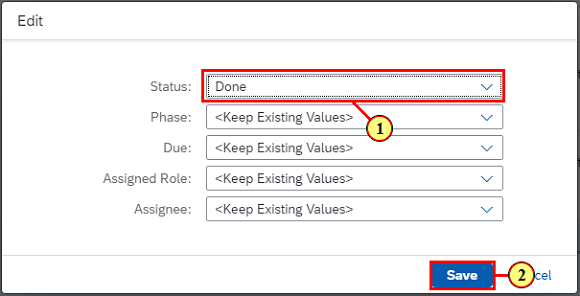 Edit
Status: Done
1
Phase: <Keep Existing Values>
Due: <Keep Existing Values>
Assigned Role: <Keep Existing Values>
Assignee: <Keep Existing Values>
Save 2 cel